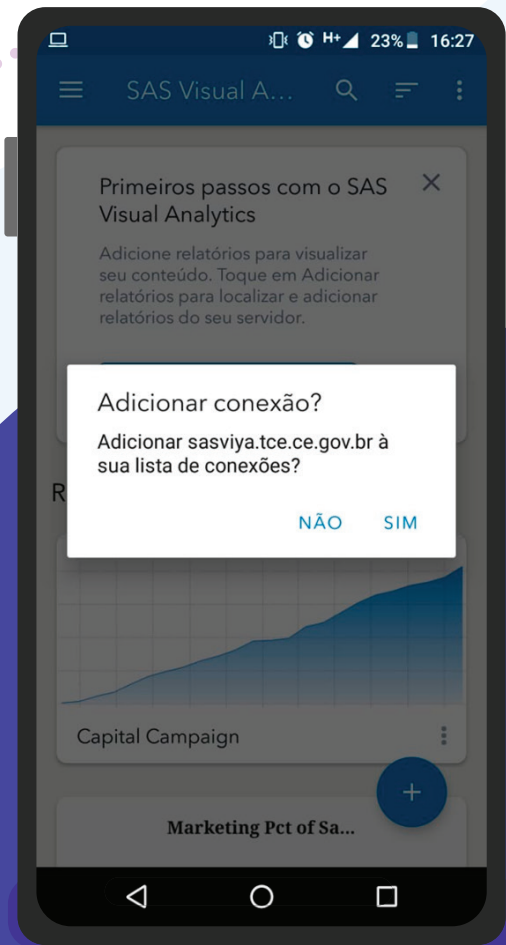 H+ 23% 16:27
SAS Visual A...
Primeiros passos com o SAS
Visual Analytics
Adicione relatórios para visualizar
seu conteúdo. Toque em Adicionar
relatórios para localizar e adicionar
relatórios do seu servidor.
Adicionar conexão?
Adicionar sasviya.tce.ce.gov.br à
sua lista de conexões?
R
NÃO SIM
Capital Campaign
Marketing Pct of Sa...